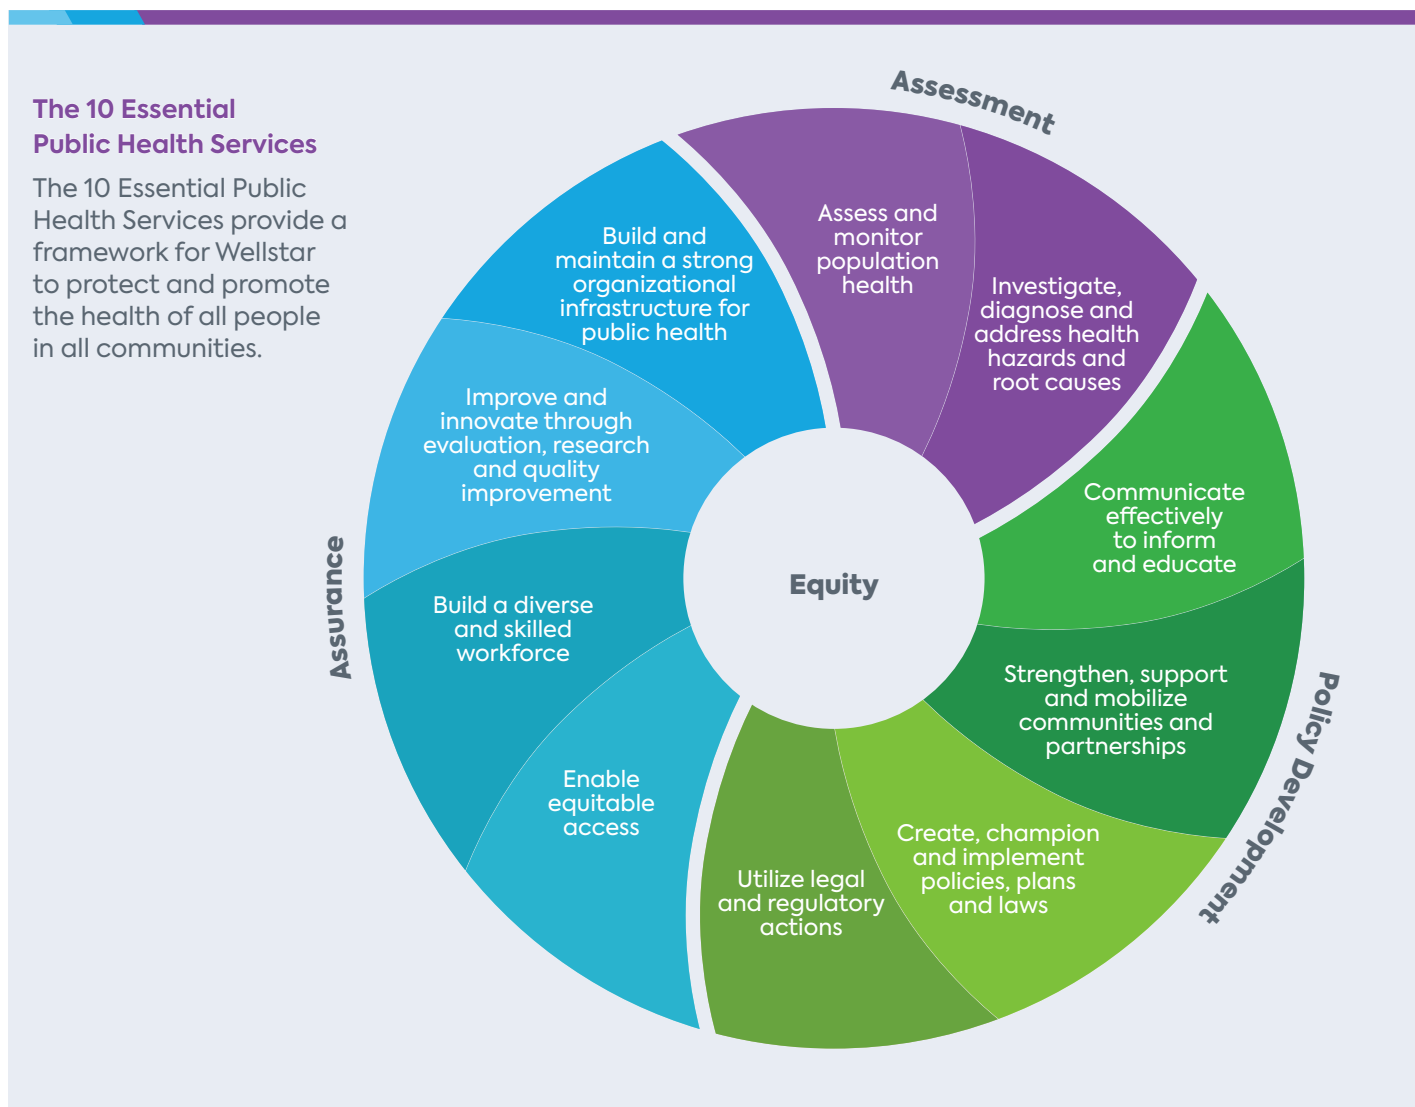 The 10 Essential
Public Health Services
The 10 Essential Public
Health Services provide a
framework for Wellstar
to protect and promote
the health of all people
in all communities.
Assessment
Assess and
monitor
population
health
Investigate,
diagnose and
address health
hazards and
root causes
Policy Development
Communicate
effectively
to inform
and educate
Strengthen, support
and mobilize
communities and
partnerships
Create, champion
and implement
policies, plans
and laws
Utilize legal
and regulatory
actions
Assurance
Enable
equitable
access
Build a diverse
and skilled
workforce
Improve and
innovate through
evaluation, research
and quality
improvement
Build and
maintain a strong
organizational
infrastructure for
public health
Equity